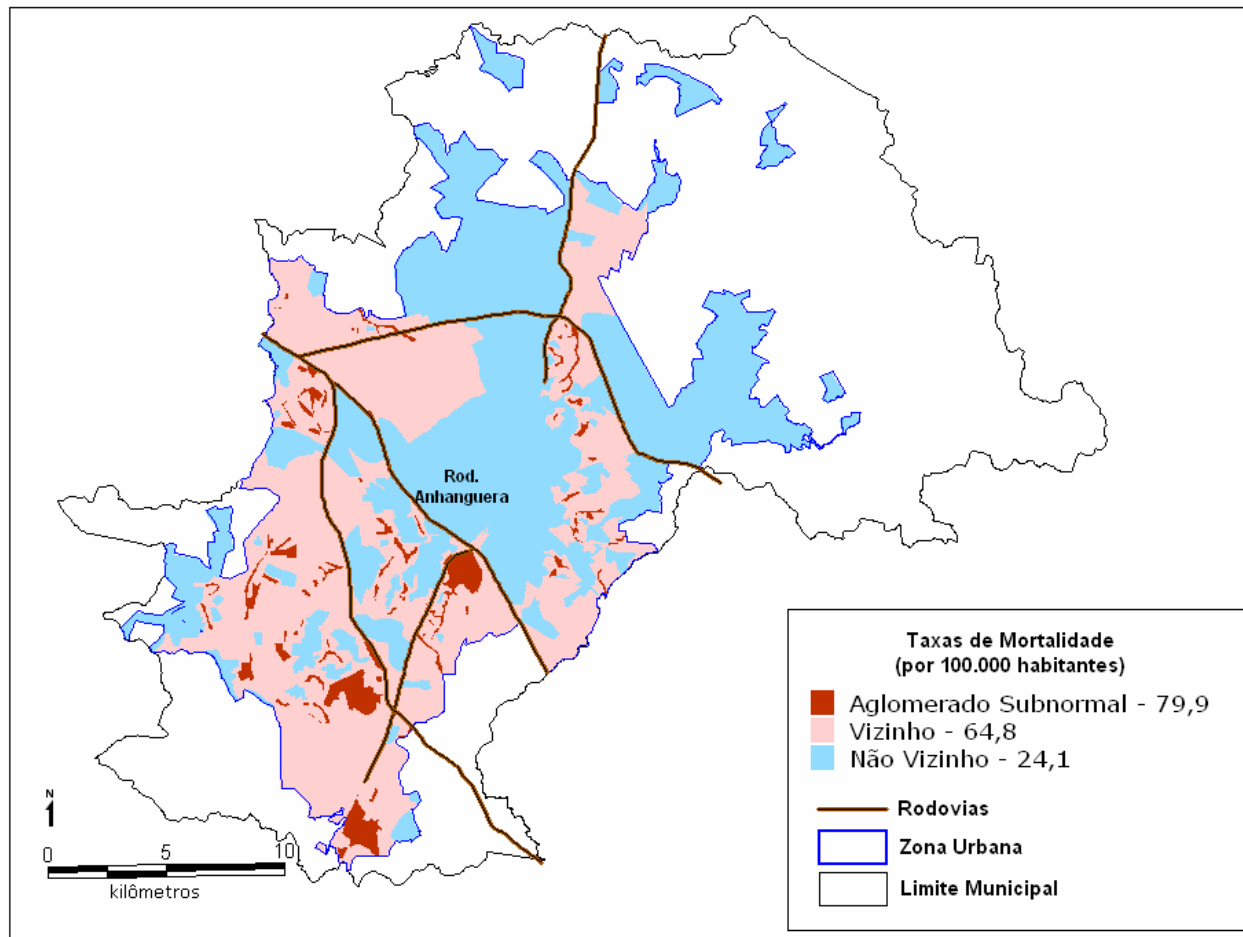 Rod.
Anhanguera
Taxas de Mortalidade
(por 100.000 habitantes)
Aglomerado Subnormal - 79,9
Vizinho - 64,8
Não Vizinho - 24,1
Rodovias
Zona Urbana
Limite Municipal
N
0 5 10
kilômetros